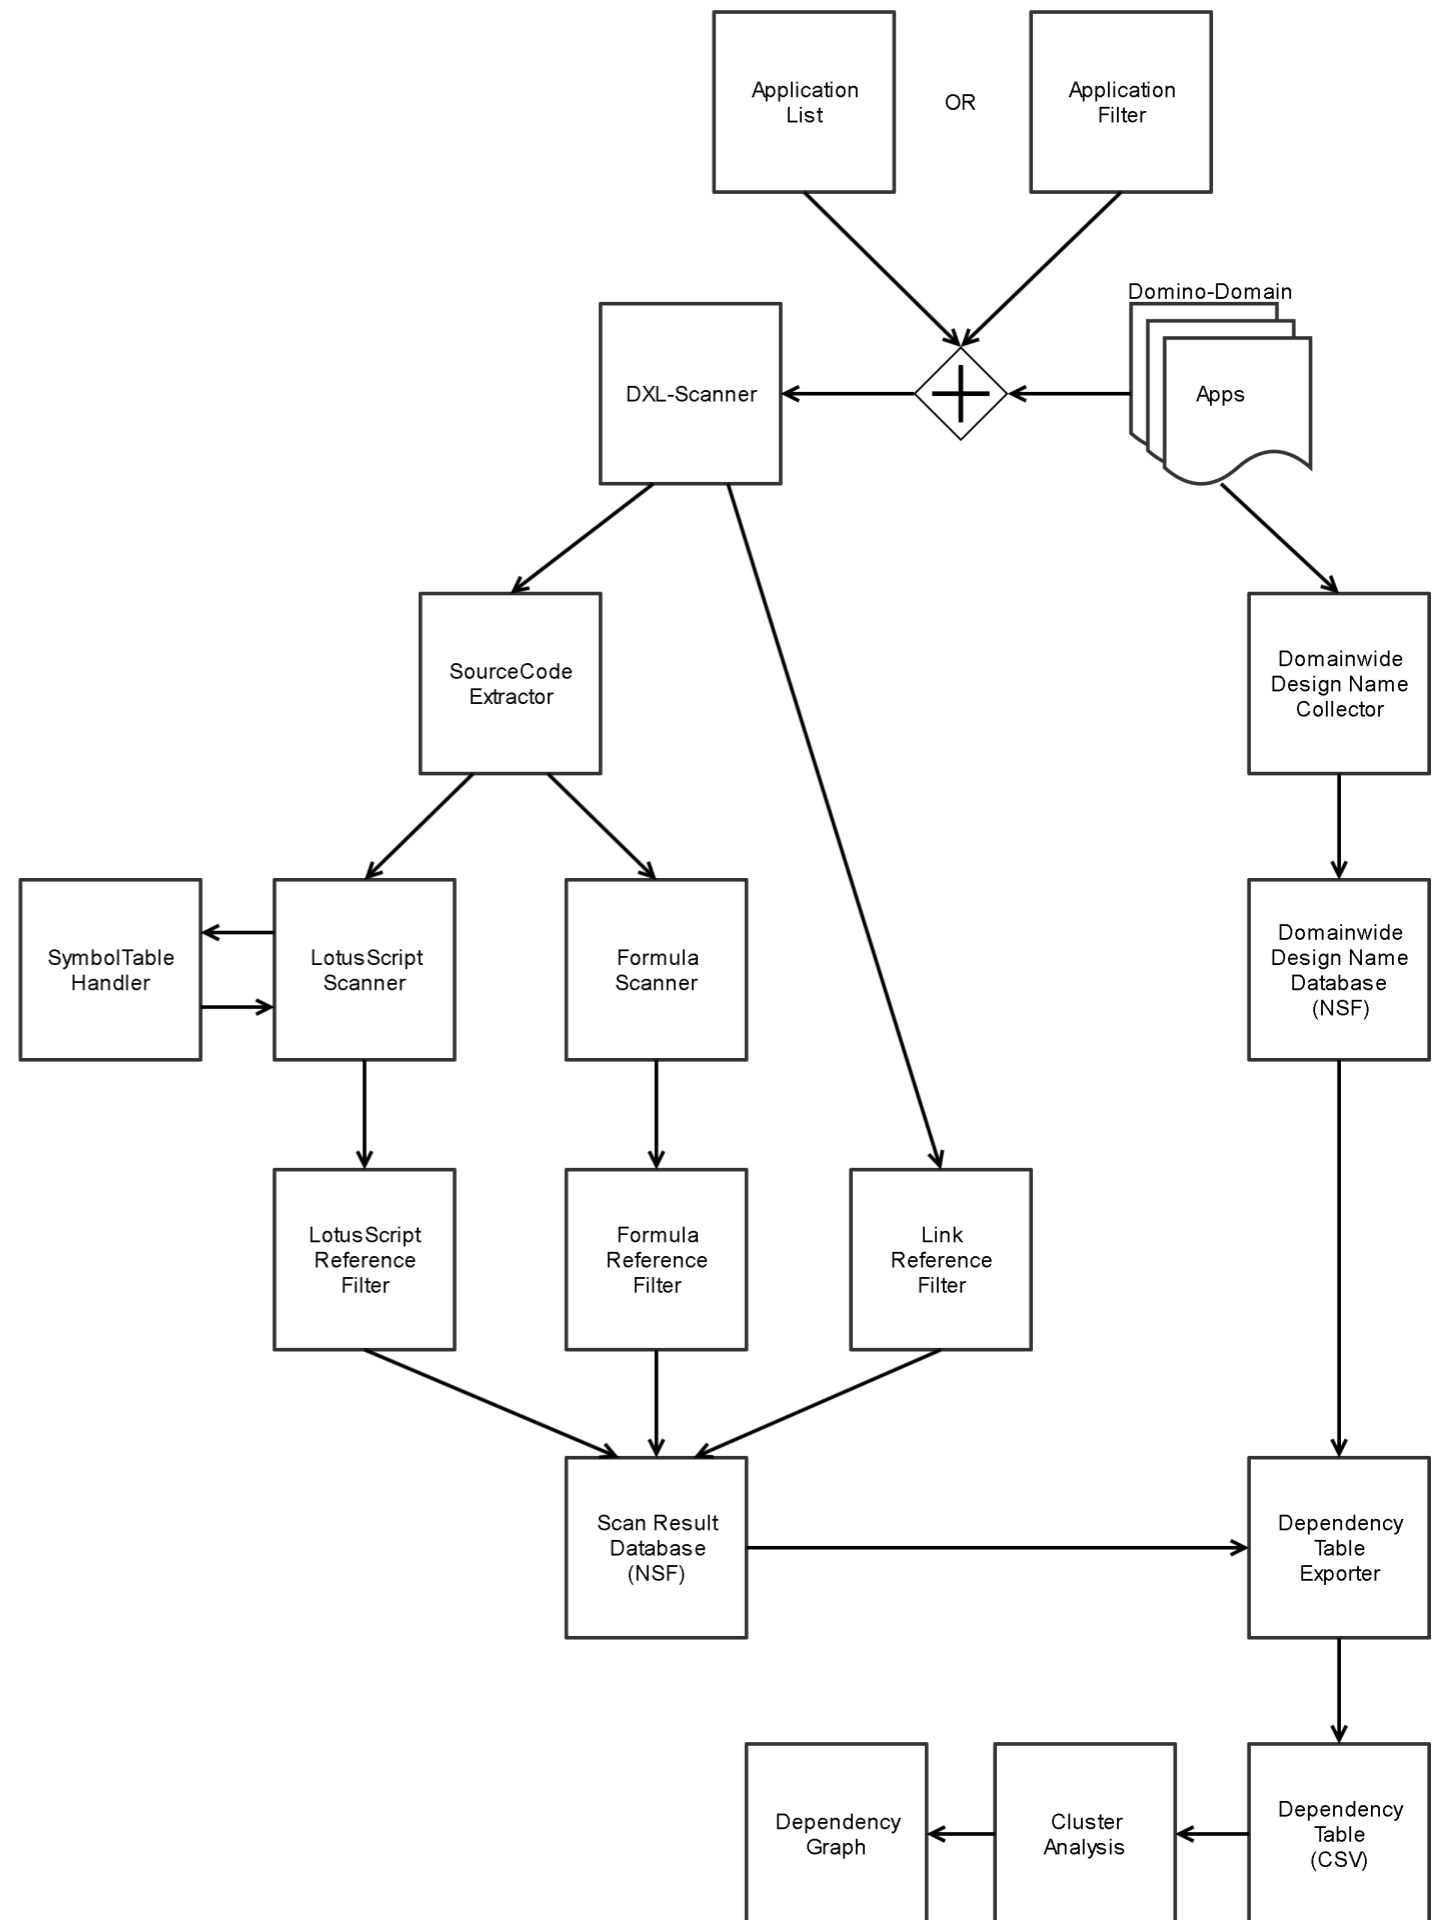 Application
List
OR
Application
Filter
Domino-Domain
DXL-Scanner
Apps
SourceCode
Extractor
Domainwide
Design Name
Collector
SymbolTable
Handler
LotusScript
Scanner
Formula
Scanner
Domainwide
Design Name
Database
(NSF)
LotusScript
Reference
Filter
Formula
Reference
Filter
Link
Reference
Filter
Scan Result
Database
(NSF)
Dependency
Table
Exporter
Dependency
Graph
Cluster
Analysis
Dependency
Table
(CSV)